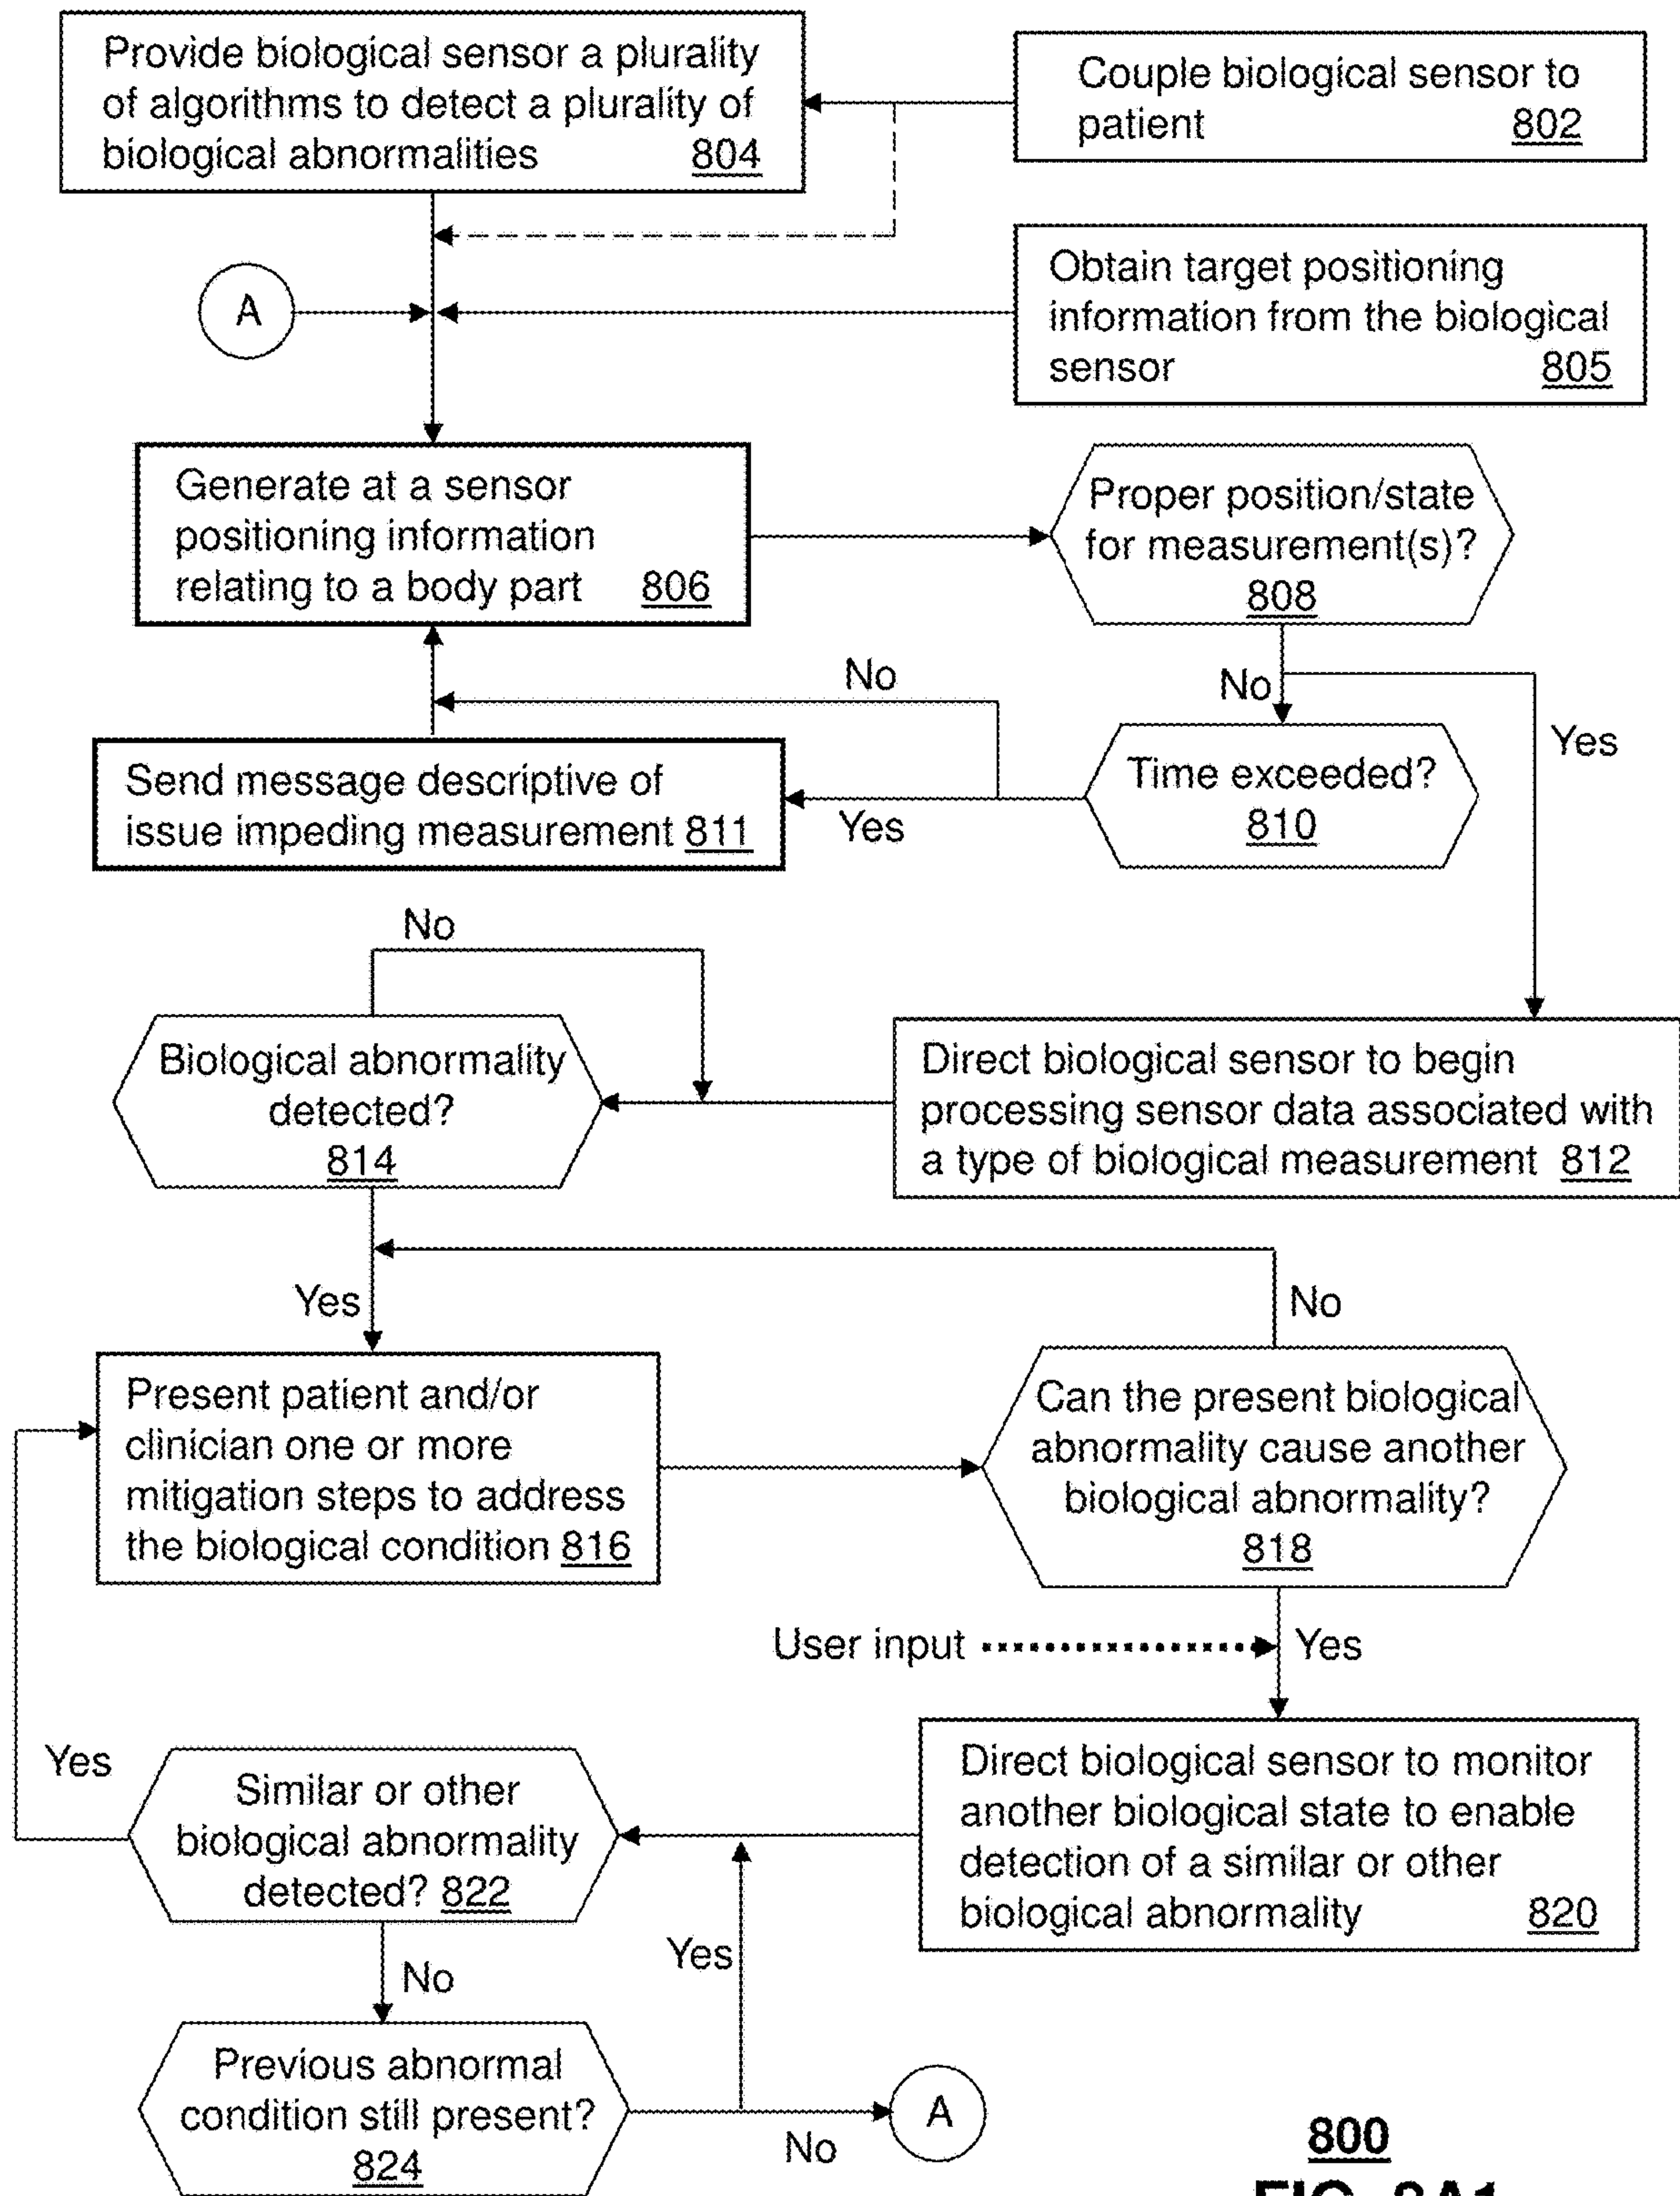 Provide biological sensor a plurality
of algorithms to detect a plurality of
biological abnormalities 804
Couple biological sensor to
patient 802
Obtain target positioning
information from the biological
sensor 805
A
Generate at a sensor
positioning information
relating to a body part 806
Proper position/state
for measurement(s)?
808
No
No
Yes
Send message descriptive of
issue impeding measurement 811
Yes
Time exceeded?
810
No
Biological abnormality
detected?
814
Direct biological sensor to begin
processing sensor data associated with
a type of biological measurement 812
Yes
No
Present patient and/or
clinician one or more
mitigation steps to address
the biological condition 816
Can the present biological
abnormality cause another
biological abnormality?
818
User input
Yes
Yes
Similar or other
biological abnormality
detected? 822
Direct biological sensor to monitor
another biological state to enable
detection of a similar or other
biological abnormality 820
Yes
No
Previous abnormal
condition still present?
824
No
A
800
FIG. 8A1